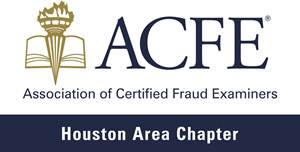 ACFE®
Association of Certified Fraud Examiners
Houston Area Chapter